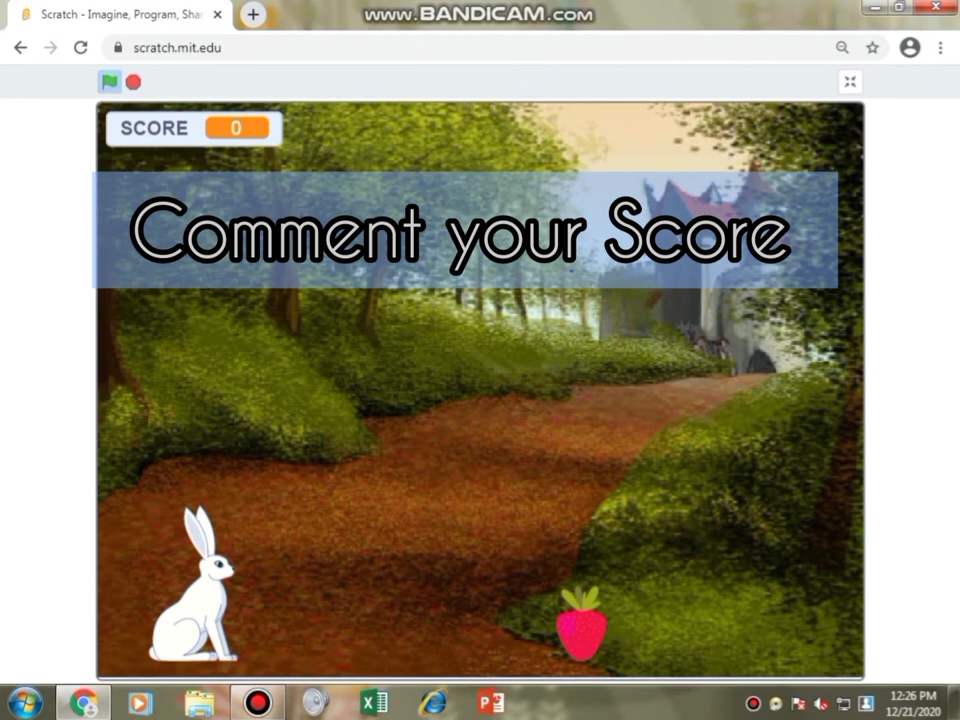 Scratch - Imagine, Program, Shar
www.BANDICAM.com
scratch.mit.edu
SCORE 0
Comment your Score
12:26 PM
12/21/2020